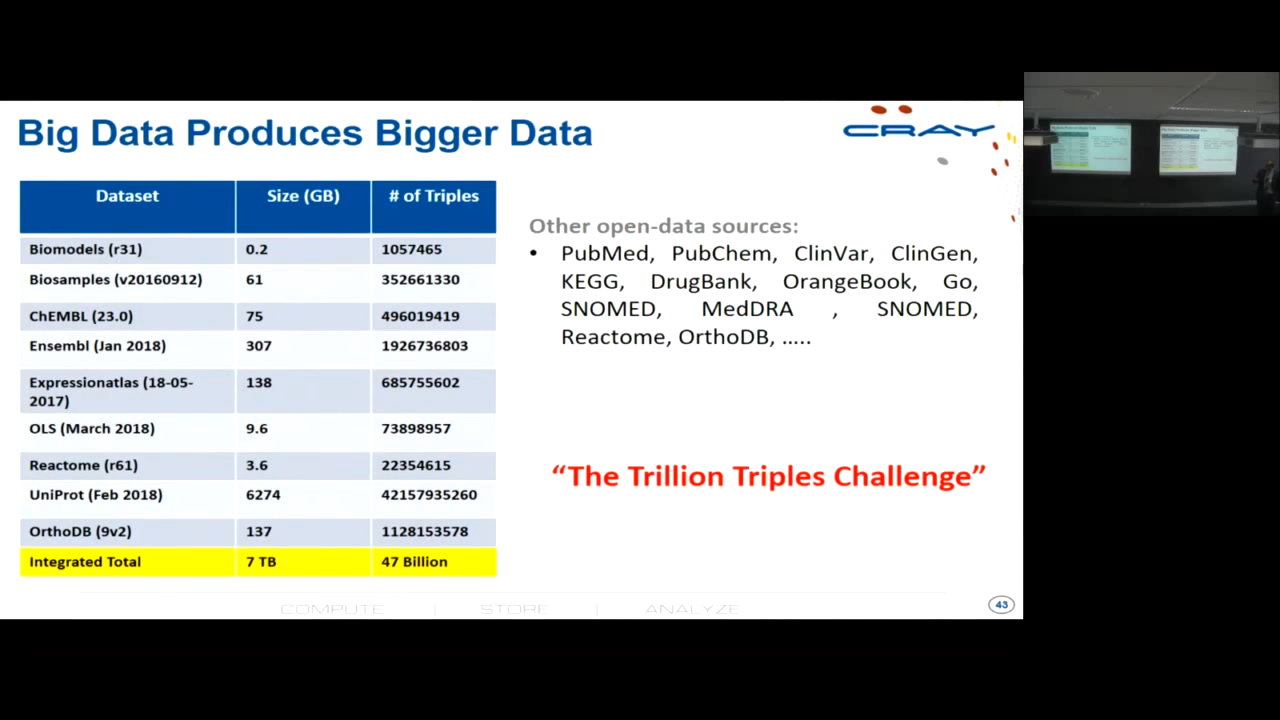 Big Data Produces Bigger Data
CRAY
Dataset Size (GB) # of Triples
Biomodels (r31) 0.2 1057465
Biosamples (v20160912) 61 352661330
ChEMBL (23.0) 75 496019419
Ensembl (Jan 2018) 307 1926736803
Expressionatlas (18-05-
2017) 138 685755602
OLS (March 2018) 9.6 73898957
Reactome (r61) 3.6 22354615
UniProt (Feb 2018) 6274 42157935260
OrthoDB (9v2) 137 1128153578
Integrated Total 7 TB 47 Billion
Other open-data sources:
• PubMed, PubChem, ClinVar, ClinGen,
KEGG, DrugBank, OrangeBook, Go,
SNOMED, MedDRA , SNOMED,
Reactome, OrthoDB, .....
“The Trillion Triples Challenge”
COMPUTE | STORE | ANALYZE
43